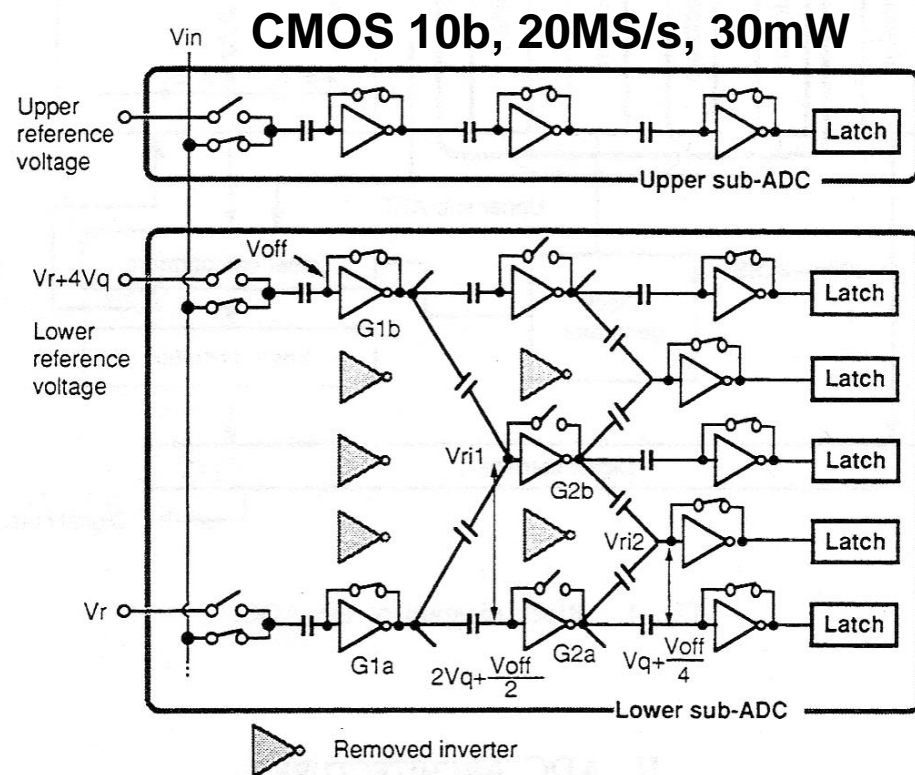 CMOS 10b, 20MS/s, 30mW
Vin
Upper
reference
voltage
Latch
Upper sub-ADC
Voff
Vr+4Vq
Latch
G1b
Lower
reference
voltage
Latch
Vri1
Latch
G2b
Vri2
Latch
Vr
Latch
G1a
2Vq+Voff/2
G2a
Vq+Voff/4
Lower sub-ADC
Removed inverter